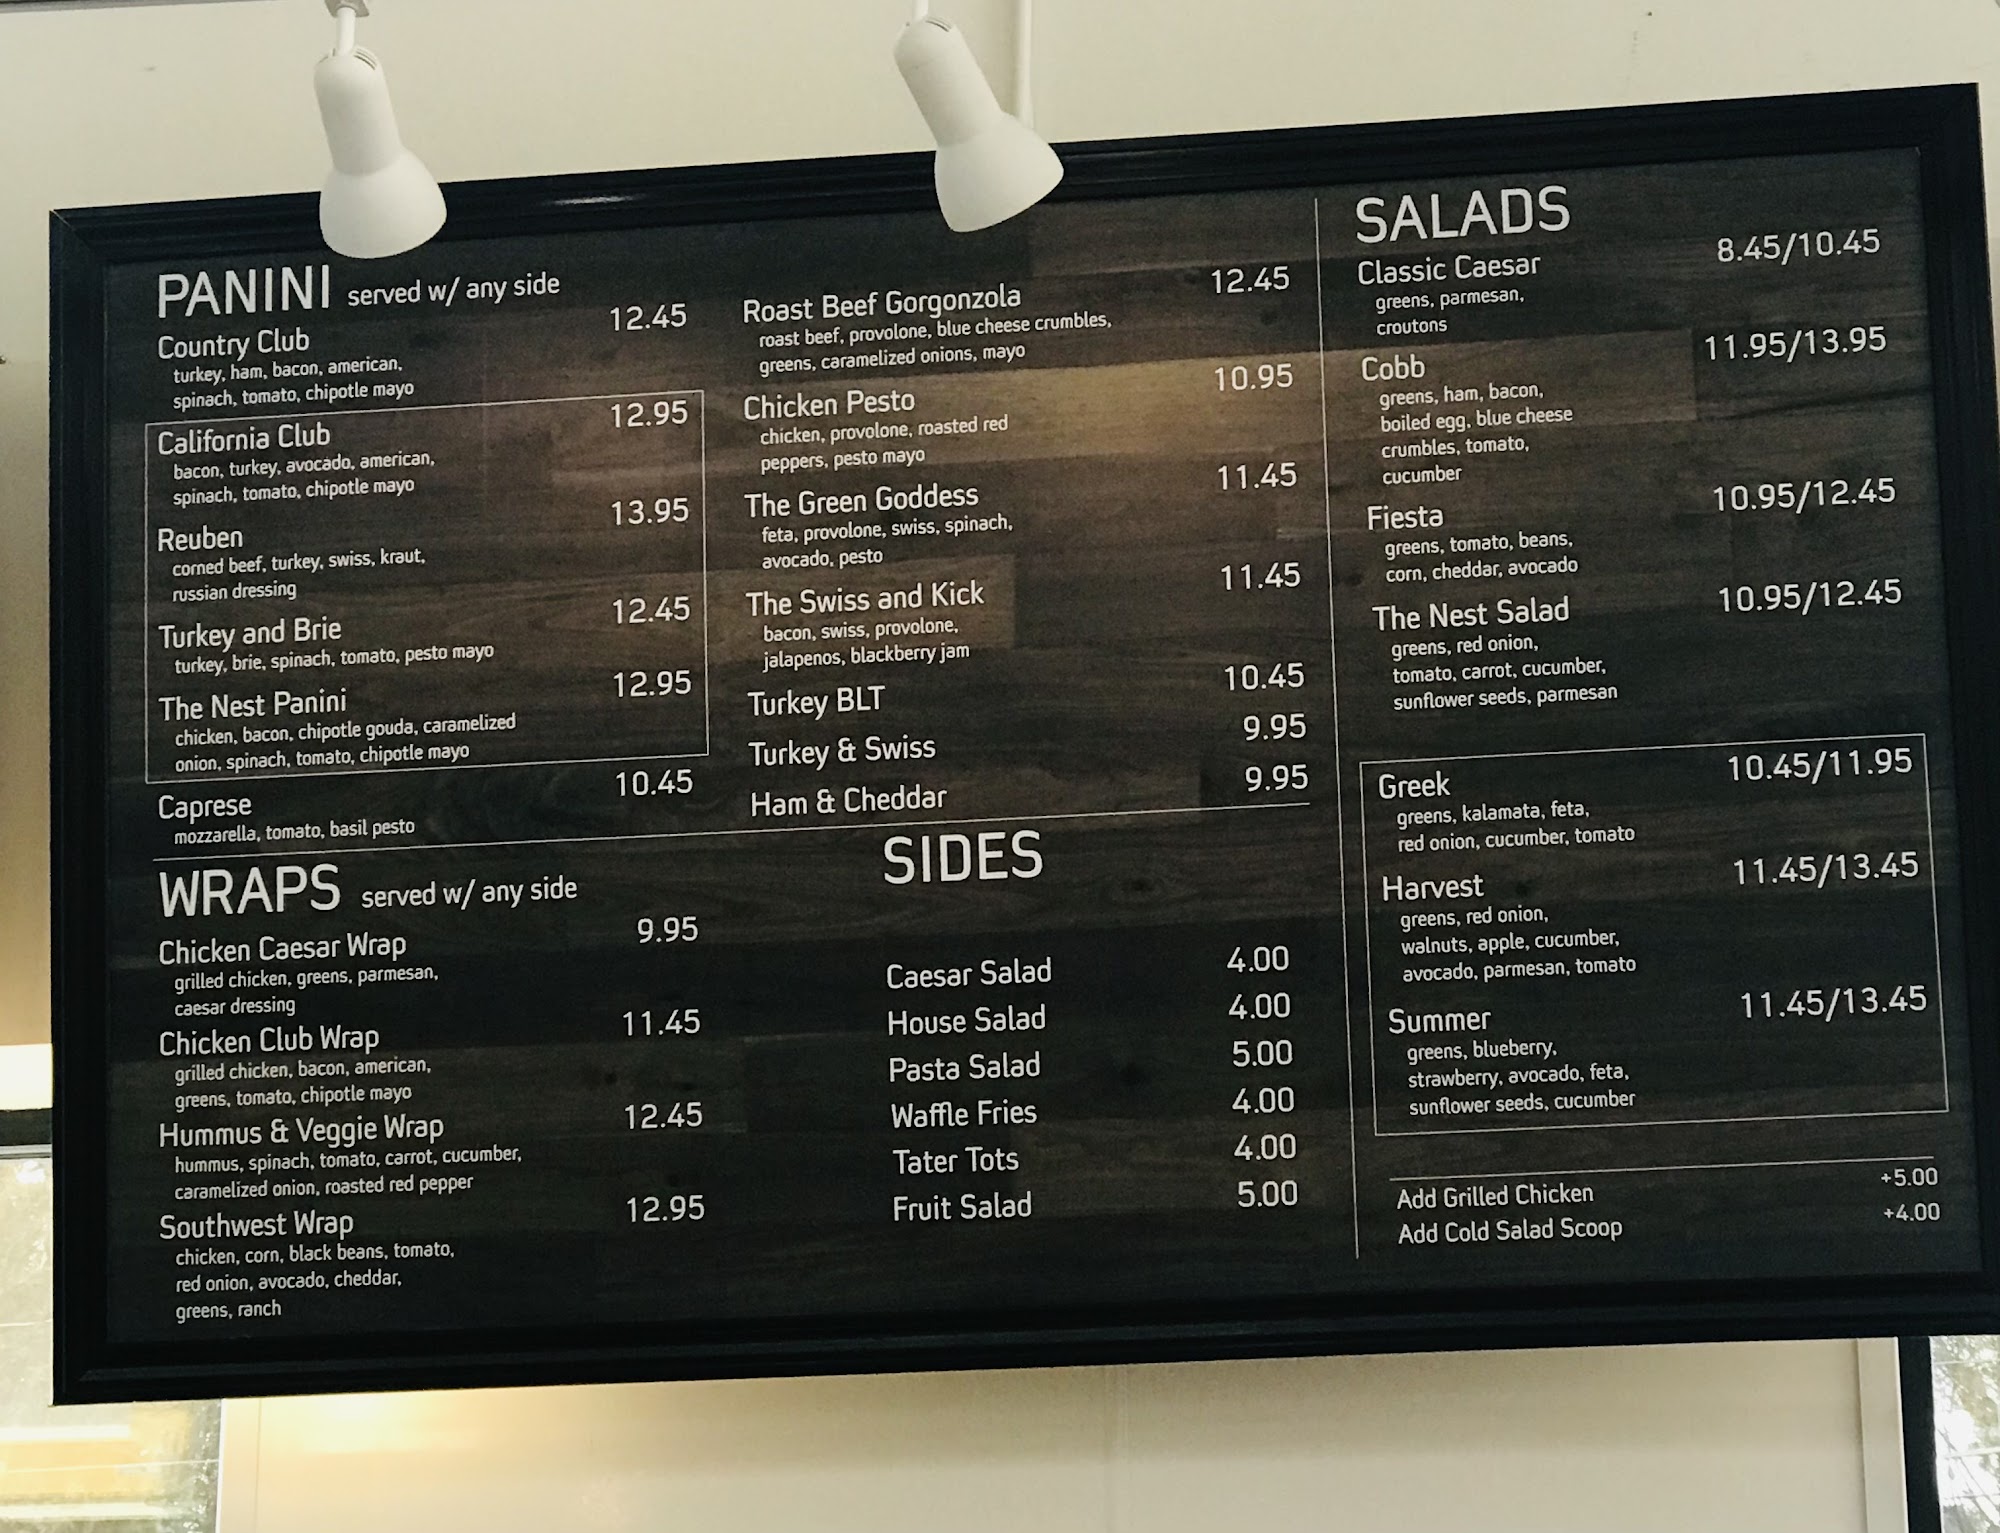 PANINI served w/ any side
Country Club 12.45
turkey, ham, bacon, american,
spinach, tomato, chipotle mayo
California Club 12.95
bacon, turkey, avocado, american,
spinach, tomato, chipotle mayo
Reuben 13.95
corned beef, turkey, swiss, kraut,
russian dressing
Turkey and Brie 12.45
turkey, brie, spinach, tomato, pesto mayo
The Nest Panini 12.95
chicken, bacon, chipotle gouda, caramelized
onion, spinach, tomato, chipotle mayo
Caprese 10.45
mozzarella, tomato, basil pesto
Roast Beef Gorgonzola 12.45
roast beef, provolone, blue cheese crumbles,
greens, caramelized onions, mayo
Chicken Pesto 10.95
chicken, provolone, roasted red
peppers, pesto mayo
The Green Goddess 11.45
feta, provolone, swiss, spinach,
avocado, pesto
The Swiss and Kick 11.45
bacon, swiss, provolone,
jalapenos, blackberry jam
Turkey BLT 10.45
Turkey & Swiss 9.95
Ham & Cheddar 9.95
WRAPS served w/ any side
Chicken Caesar Wrap 9.95
grilled chicken, greens, parmesan,
caesar dressing
Chicken Club Wrap 11.45
grilled chicken, bacon, american,
greens, tomato, chipotle mayo
Hummus & Veggie Wrap 12.45
hummus, spinach, tomato, carrot, cucumber,
caramelized onion, roasted red pepper
Southwest Wrap 12.95
chicken, corn, black beans, tomato,
red onion, avocado, cheddar,
greens, ranch
SIDES
Caesar Salad 4.00
House Salad 4.00
Pasta Salad 5.00
Waffle Fries 4.00
Tater Tots 4.00
Fruit Salad 5.00
SALADS
Classic Caesar 8.45/10.45
greens, parmesan,
croutons
Cobb 11.95/13.95
greens, ham, bacon,
boiled egg, blue cheese
crumbles, tomato,
cucumber
Fiesta 10.95/12.45
greens, tomato, beans,
corn, cheddar, avocado
The Nest Salad 10.95/12.45
greens, red onion,
tomato, carrot, cucumber,
sunflower seeds, parmesan
Greek 10.45/11.95
greens, kalamata, feta,
red onion, cucumber, tomato
Harvest 11.45/13.45
greens, red onion,
walnuts, apple, cucumber,
avocado, parmesan, tomato
Summer 11.45/13.45
greens, blueberry,
strawberry, avocado, feta,
sunflower seeds, cucumber
Add Grilled Chicken +5.00
Add Cold Salad Scoop +4.00